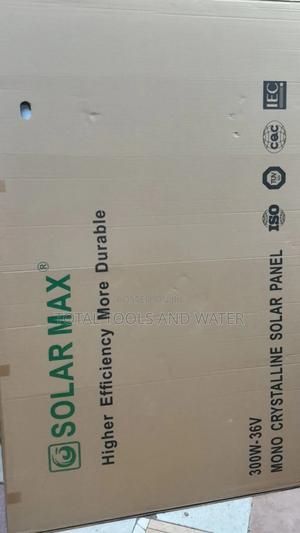 SOLAR MAX®
Higher Efficiency More Durable
TOTAL TOOLS AND WATER
300W-36V
MONO CRYSTALLINE SOLAR PANEL
ISO
TUV
cqc
IEC